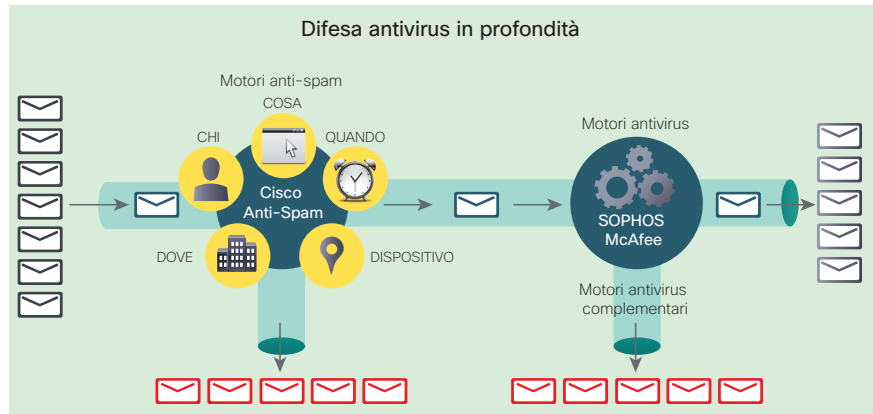 Difesa antivirus in profondità
Motori anti-spam
COSA
CHI
QUANDO
Cisco
Anti-Spam
DOVE
DISPOSITIVO
Motori antivirus
SOPHOS
McAfee
Motori antivirus
complementari